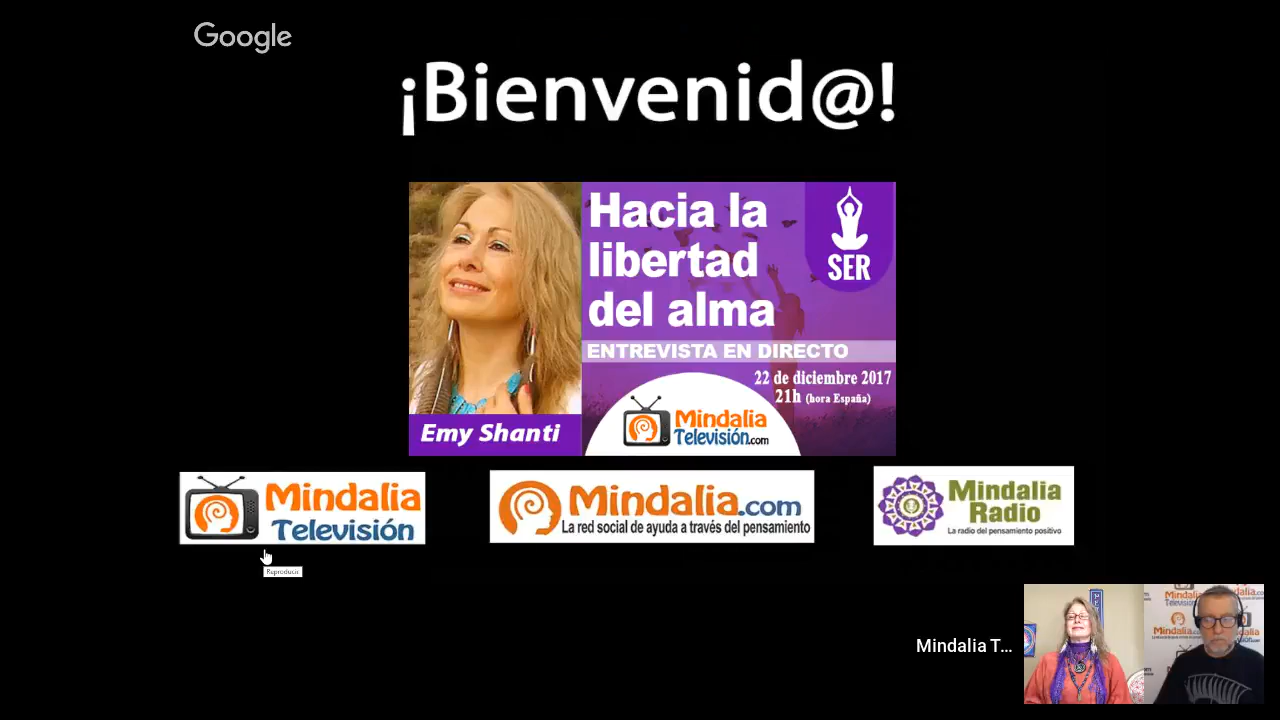 Google
¡Bienvenid@!
Hacia la
libertad
del alma
SER
ENTREVISTA EN DIRECTO
22 de diciembre 2017
21h (hora España)
Mindalia
Televisión.com
Emy Shanti
Mindalia
Televisión
Mindalia.com
La red social de ayuda a través del pensamiento
Mindalia
Radio
La radio del pensamiento positivo
Reproducir
Mindalia T...